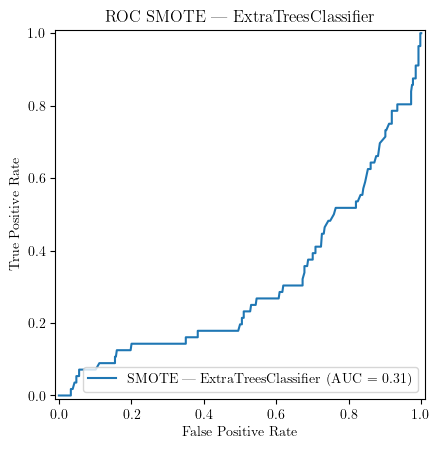 ROC SMOTE — ExtraTreesClassifier
1.0
0.8
0.6
0.4
0.2
0.0
True Positive Rate
SMOTE — ExtraTreesClassifier (AUC = 0.31)
0.0 0.2 0.4 0.6 0.8 1.0
False Positive Rate